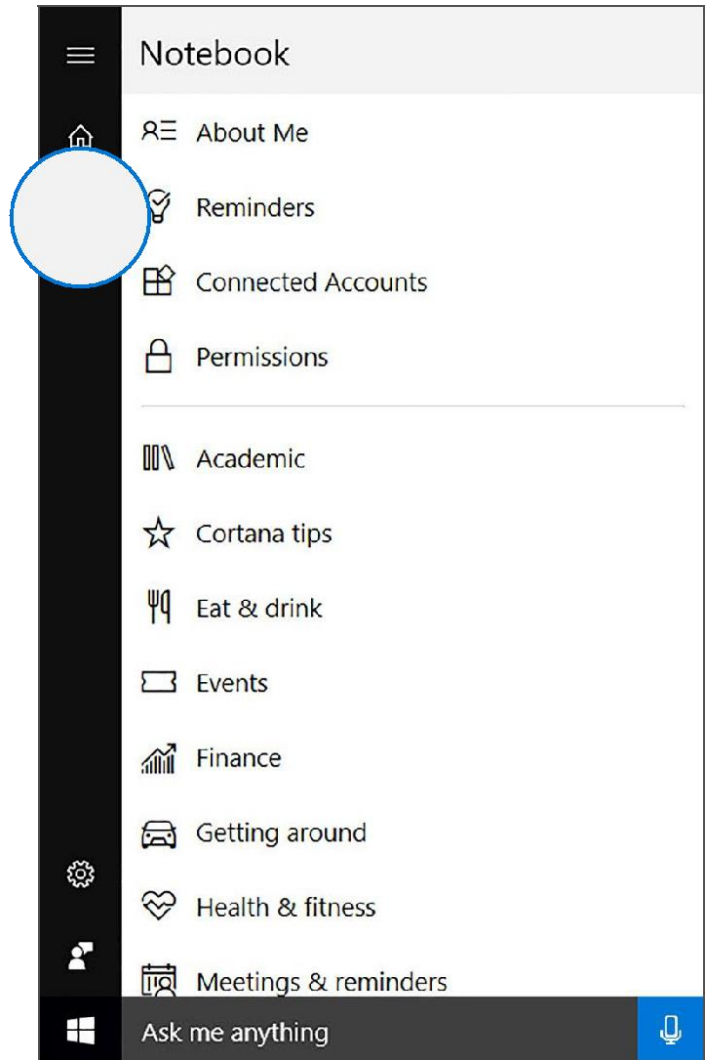 Notebook
About Me
Reminders
Connected Accounts
Permissions
Academic
Cortana tips
Eat & drink
Events
Finance
Getting around
Health & fitness
Meetings & reminders
Ask me anything